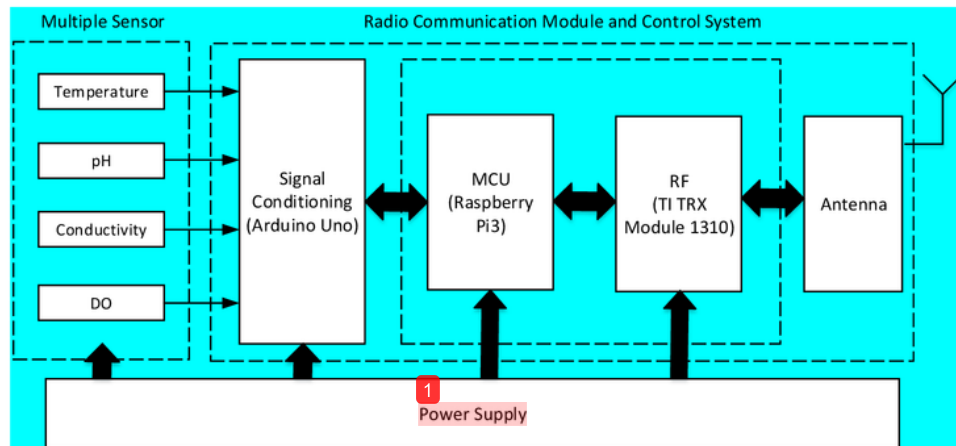 Multiple Sensor
Radio Communication Module and Control System
Temperature
pH
Conductivity
DO
Signal
Conditioning
(Arduino Uno)
MCU
(Raspberry
Pi3)
RF
(TI TRX
Module 1310)
Antenna
1
Power Supply